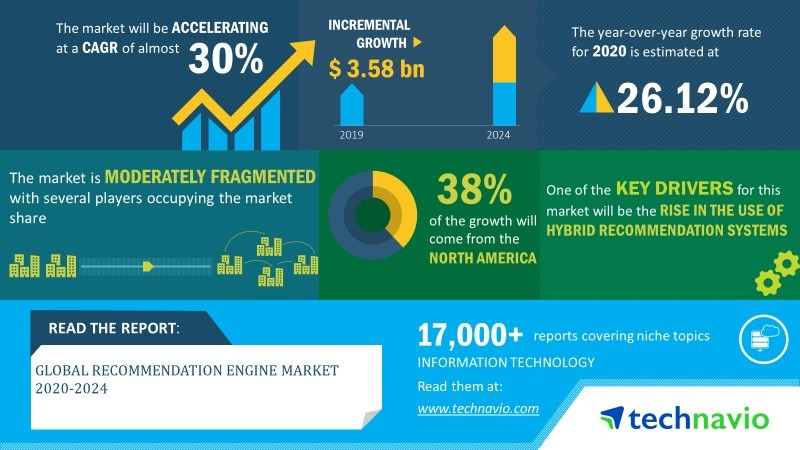 The market will be ACCELERATING
at a CAGR of almost 30%
INCREMENTAL
GROWTH
$ 3.58 bn
2019
2024
The year-over-year growth rate
for 2020 is estimated at
26.12%
The market is MODERATELY FRAGMENTED
with several players occupying the market
share
38%
of the growth will
come from the
NORTH AMERICA
One of the KEY DRIVERS for this
market will be the RISE IN THE USE OF
HYBRID RECOMMENDATION SYSTEMS
READ THE REPORT:
GLOBAL RECOMMENDATION ENGINE MARKET
2020-2024
17,000+ reports covering niche topics
INFORMATION TECHNOLOGY
Read them at:
www.technavio.com
technavio